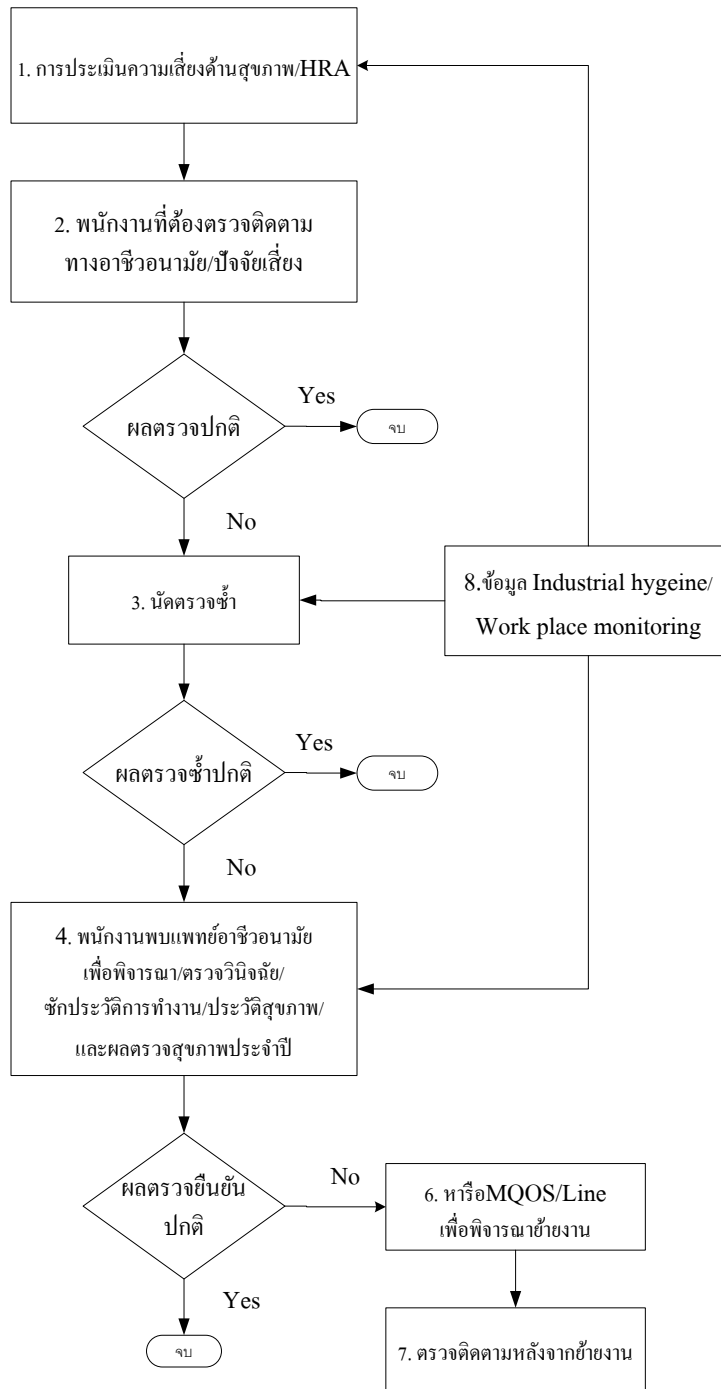 1. การประเมินความเสี่ยงด้านสุขภาพ/HRA
2. พนักงานที่ต้องตรวจติดตาม
ทางอาชีวอนามัย/ปัจจัยเสี่ยง
Yes
ผลตรวจปกติ
จบ
No
3. นัดตรวจซ้ำ
8.ข้อมูล Industrial hygeine/
Work place monitoring
Yes
ผลตรวจซ้ำปกติ
จบ
No
4. พนักงานพบแพทย์อาชีวอนามัย
เพื่อพิจารณา/ตรวจวินิจฉัย/
ซักประวัติการทำงาน/ประวัติสุขภาพ/
และผลตรวจสุขภาพประจำปี
ผลตรวจยืนยัน
ปกติ
No
6. หารือMQOS/Line
เพื่อพิจารณาย้ายงาน
Yes
จบ
7. ตรวจติดตามหลังจากย้ายงาน